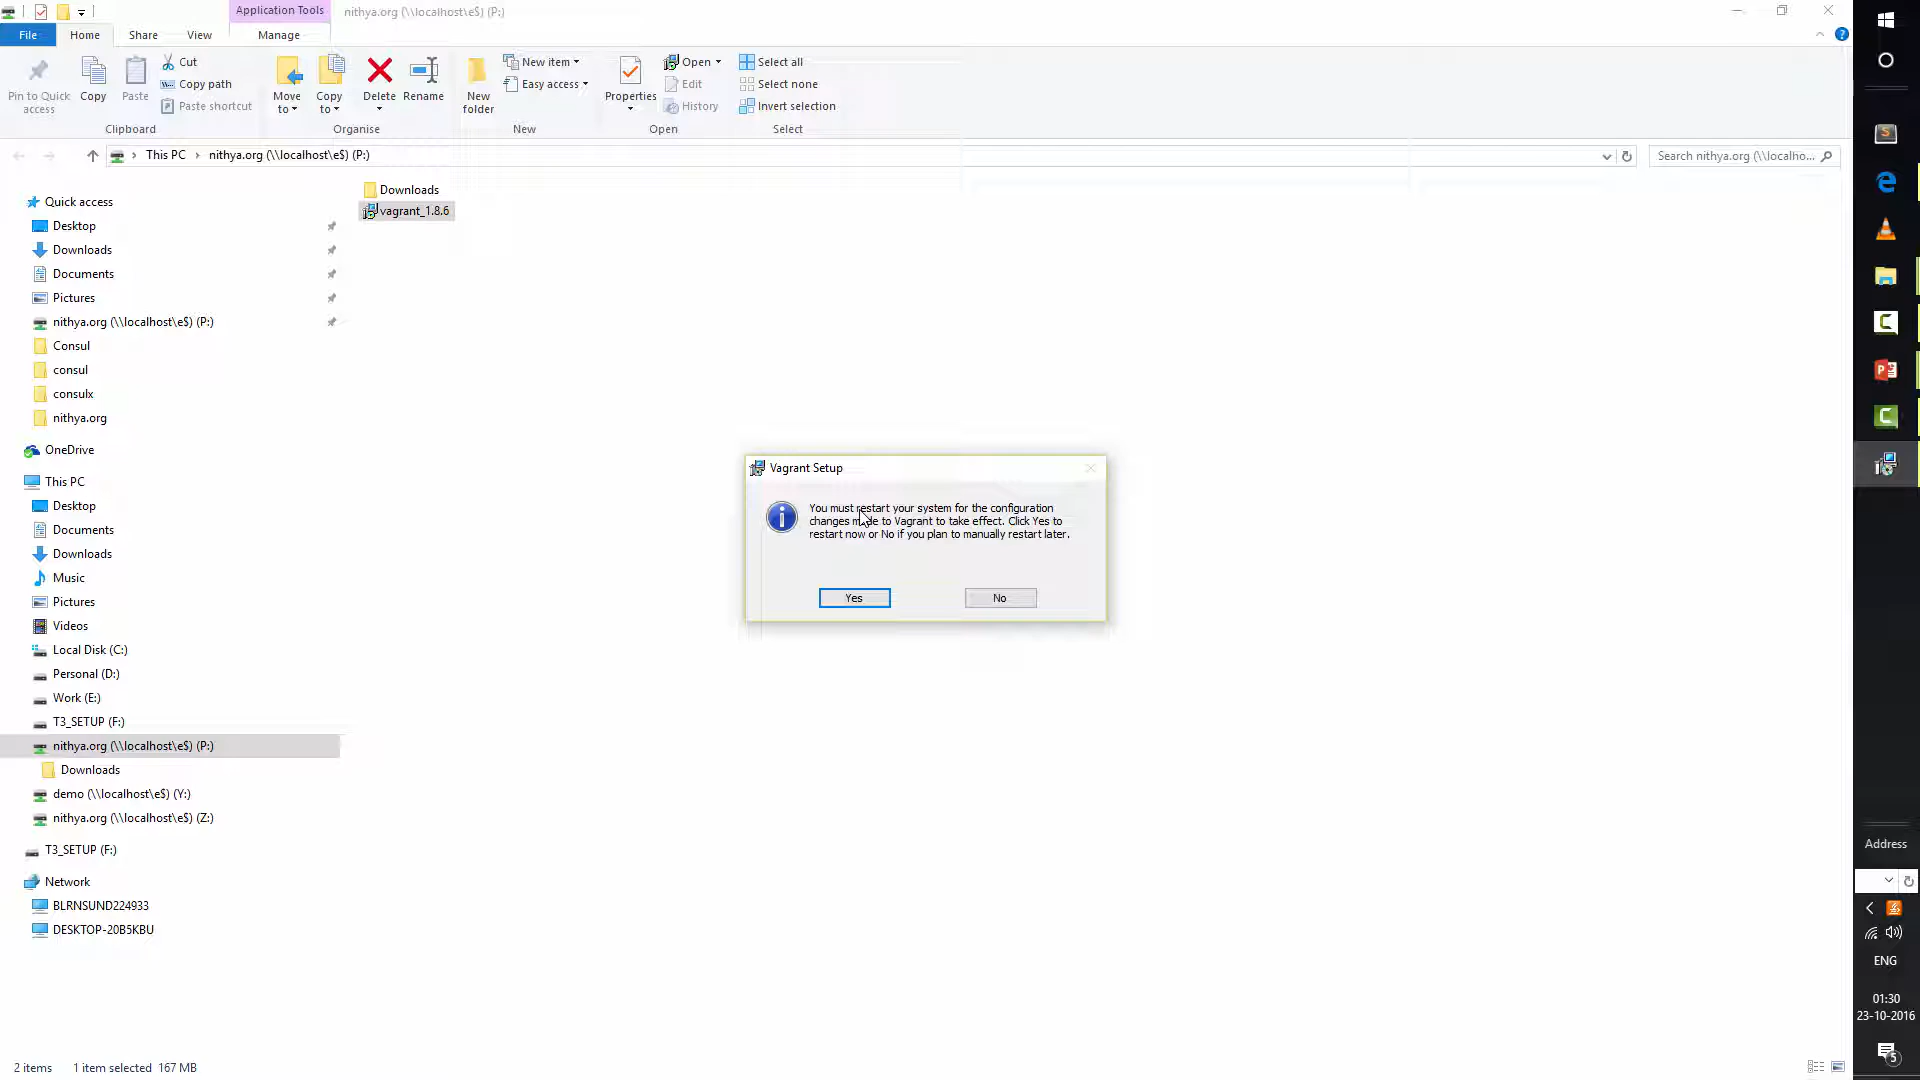 Application Tools
nithya.org (\\localhost\e$) (P:)
File
Home
Share
View
Manage
Pin to Quick access
Copy
Paste
Cut
Copy path
Paste shortcut
Clipboard
Move to
Copy to
Delete
Rename
Organise
New folder
New item
Easy access
New
Properties
Open
Edit
History
Open
Select all
Select none
Invert selection
Select
This PC
nithya.org (\\localhost\e$) (P:)
Search nithya.org (\\localho...
Quick access
Desktop
Downloads
Documents
Pictures
nithya.org (\\localhost\e$) (P:)
Consul
consul
consulx
nithya.org
OneDrive
This PC
Desktop
Documents
Downloads
Music
Pictures
Videos
Local Disk (C:)
Personal (D:)
Work (E:)
T3_SETUP (F:)
nithya.org (\\localhost\e$) (P:)
Downloads
demo (\\localhost\e$) (Y:)
nithya.org (\\localhost\e$) (Z:)
T3_SETUP (F:)
Network
BLRNSUND224933
DESKTOP-20B5KBU
Downloads
vagrant_1.8.6
Vagrant Setup
You must restart your system for the configuration
changes made to Vagrant to take effect. Click Yes to
restart now or No if you plan to manually restart later.
Yes
No
Address
ENG
01:30
23-10-2016
5
2 items
1 item selected 167 MB